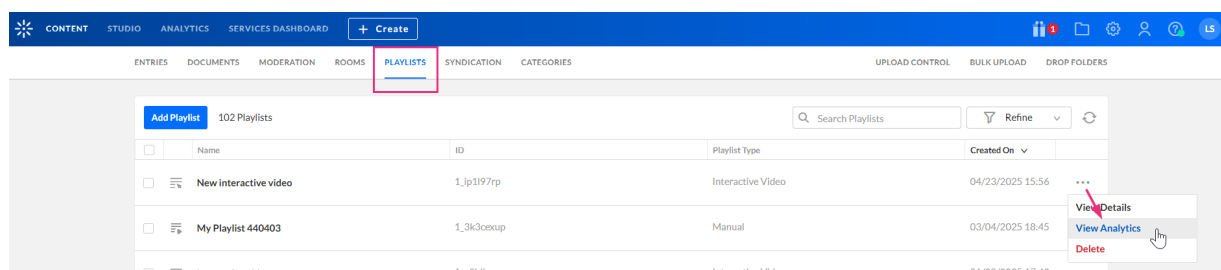 CONTENT STUDIO ANALYTICS SERVICES DASHBOARD + Create 1 LS
ENTRIES DOCUMENTS MODERATION ROOMS PLAYLISTS SYNDICATION CATEGORIES UPLOAD CONTROL BULK UPLOAD DROP FOLDERS
Add Playlist 102 Playlists Search Playlists Refine
Name ID Playlist Type Created On
New interactive video 1_ip1l97rp Interactive Video 04/23/2025 15:56
View Details
My Playlist 440403 1_3k3cexup Manual 03/04/2025 18:45 View Analytics
Delete